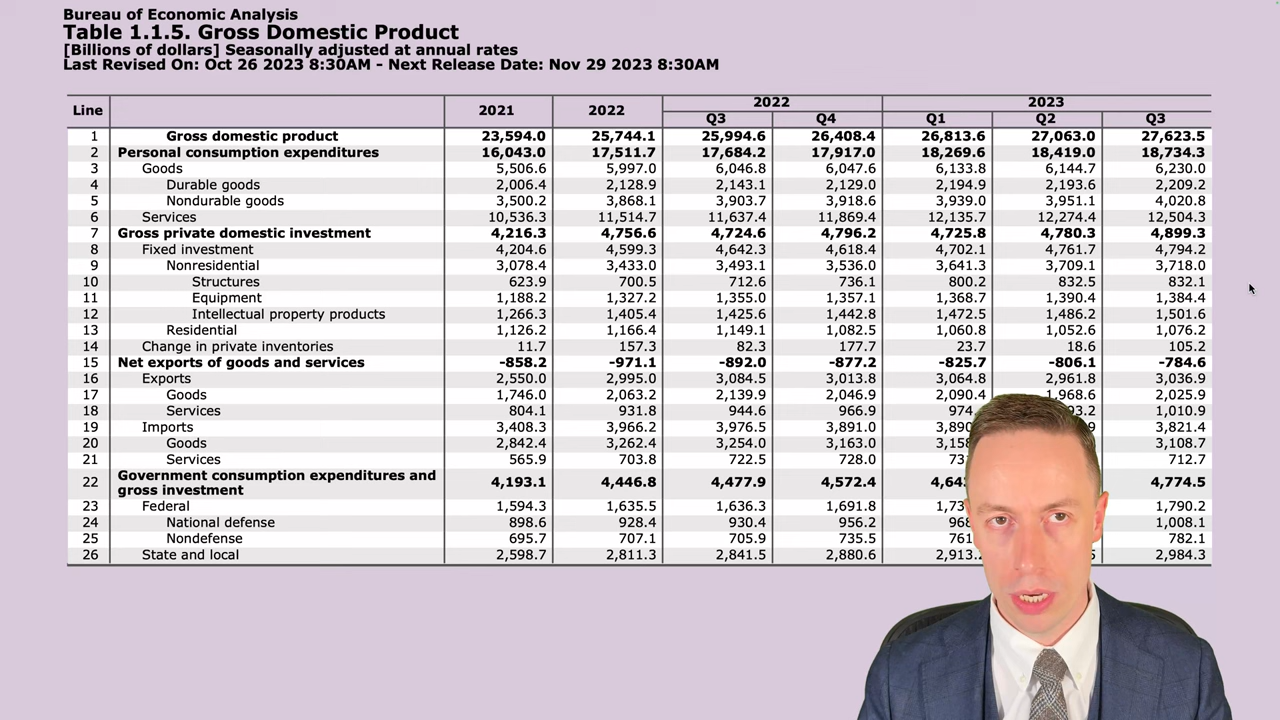 Bureau of Economic Analysis
Table 1.1.5. Gross Domestic Product
[Billions of dollars] Seasonally adjusted at annual rates
Last Revised On: Oct 26 2023 8:30AM - Next Release Date: Nov 29 2023 8:30AM
Line 2021 2022 2022 2023
Q3 Q4 Q1 Q2 Q3
1 Gross domestic product 23,594.0 25,744.1 25,994.6 26,408.4 26,813.6 27,063.0 27,623.5
2 Personal consumption expenditures 16,043.0 17,511.7 17,684.2 17,917.0 18,269.6 18,419.0 18,734.3
3 Goods 5,506.6 5,997.0 6,046.8 6,047.6 6,133.8 6,144.7 6,230.0
4 Durable goods 2,006.4 2,128.9 2,143.1 2,129.0 2,194.9 2,193.6 2,209.2
5 Nondurable goods 3,500.2 3,868.1 3,903.7 3,918.6 3,939.0 3,951.1 4,020.8
6 Services 10,536.3 11,514.7 11,637.4 11,869.4 12,135.7 12,274.4 12,504.3
7 Gross private domestic investment 4,216.3 4,756.6 4,724.6 4,796.2 4,725.8 4,780.3 4,899.3
8 Fixed investment 4,204.6 4,599.3 4,642.3 4,618.4 4,702.1 4,761.7 4,794.2
9 Nonresidential 3,078.4 3,433.0 3,493.1 3,536.0 3,641.3 3,709.1 3,718.0
10 Structures 623.9 700.5 712.6 736.1 800.2 832.5 832.1
11 Equipment 1,188.2 1,327.2 1,355.0 1,357.1 1,368.7 1,390.4 1,384.4
12 Intellectual property products 1,266.3 1,405.4 1,425.6 1,442.8 1,472.5 1,486.2 1,501.6
13 Residential 1,126.2 1,166.4 1,149.1 1,082.5 1,060.8 1,052.6 1,076.2
14 Change in private inventories 11.7 157.3 82.3 177.7 23.7 18.6 105.2
15 Net exports of goods and services -858.2 -971.1 -892.0 -877.2 -825.7 -806.1 -784.6
16 Exports 2,550.0 2,995.0 3,084.5 3,013.8 3,064.8 2,961.8 3,036.9
17 Goods 1,746.0 2,063.2 2,139.9 2,046.9 2,090.4 1,968.6 2,025.9
18 Services 804.1 931.8 944.6 966.9 1,010.9
19 Imports 3,408.3 3,966.2 3,976.5 3,891.0 3,821.4
20 Goods 2,842.4 3,262.4 3,254.0 3,163.0 3,108.7
21 Services 565.9 703.8 722.5 728.0 712.7
Government consumption expenditures and
22 gross investment 4,193.1 4,446.8 4,477.9 4,572.4 4,774.5
23 Federal 1,594.3 1,635.5 1,636.3 1,691.8 1,790.2
24 National defense 898.6 928.4 930.4 956.2 1,008.1
25 Nondefense 695.7 707.1 705.9 735.5 782.1
26 State and local 2,598.7 2,811.3 2,841.5 2,880.6 2,984.3